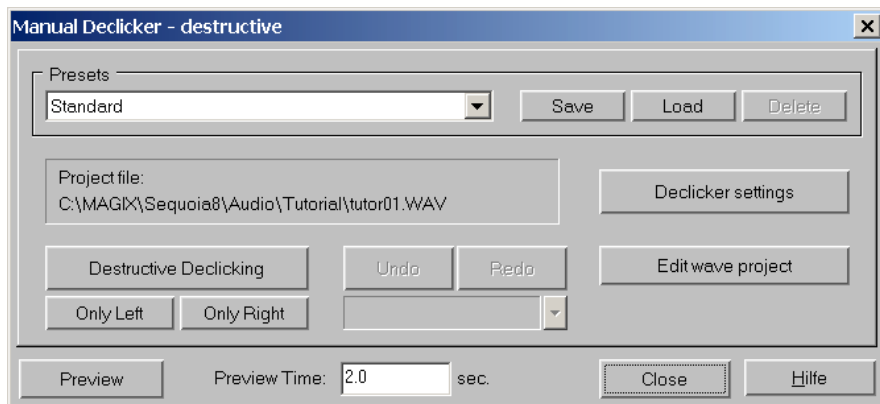 Manual Declicker - destructive
Presets
Standard
Save
Load
Delete
Project file:
C:\MAGIX\Sequoia8\Audio\Tutorial\tutor01.WAV
Declicker settings
Destructive Declicking
Undo
Redo
Edit wave project
Only Left
Only Right
Preview
Preview Time:
2.0
sec.
Close
Hilfe